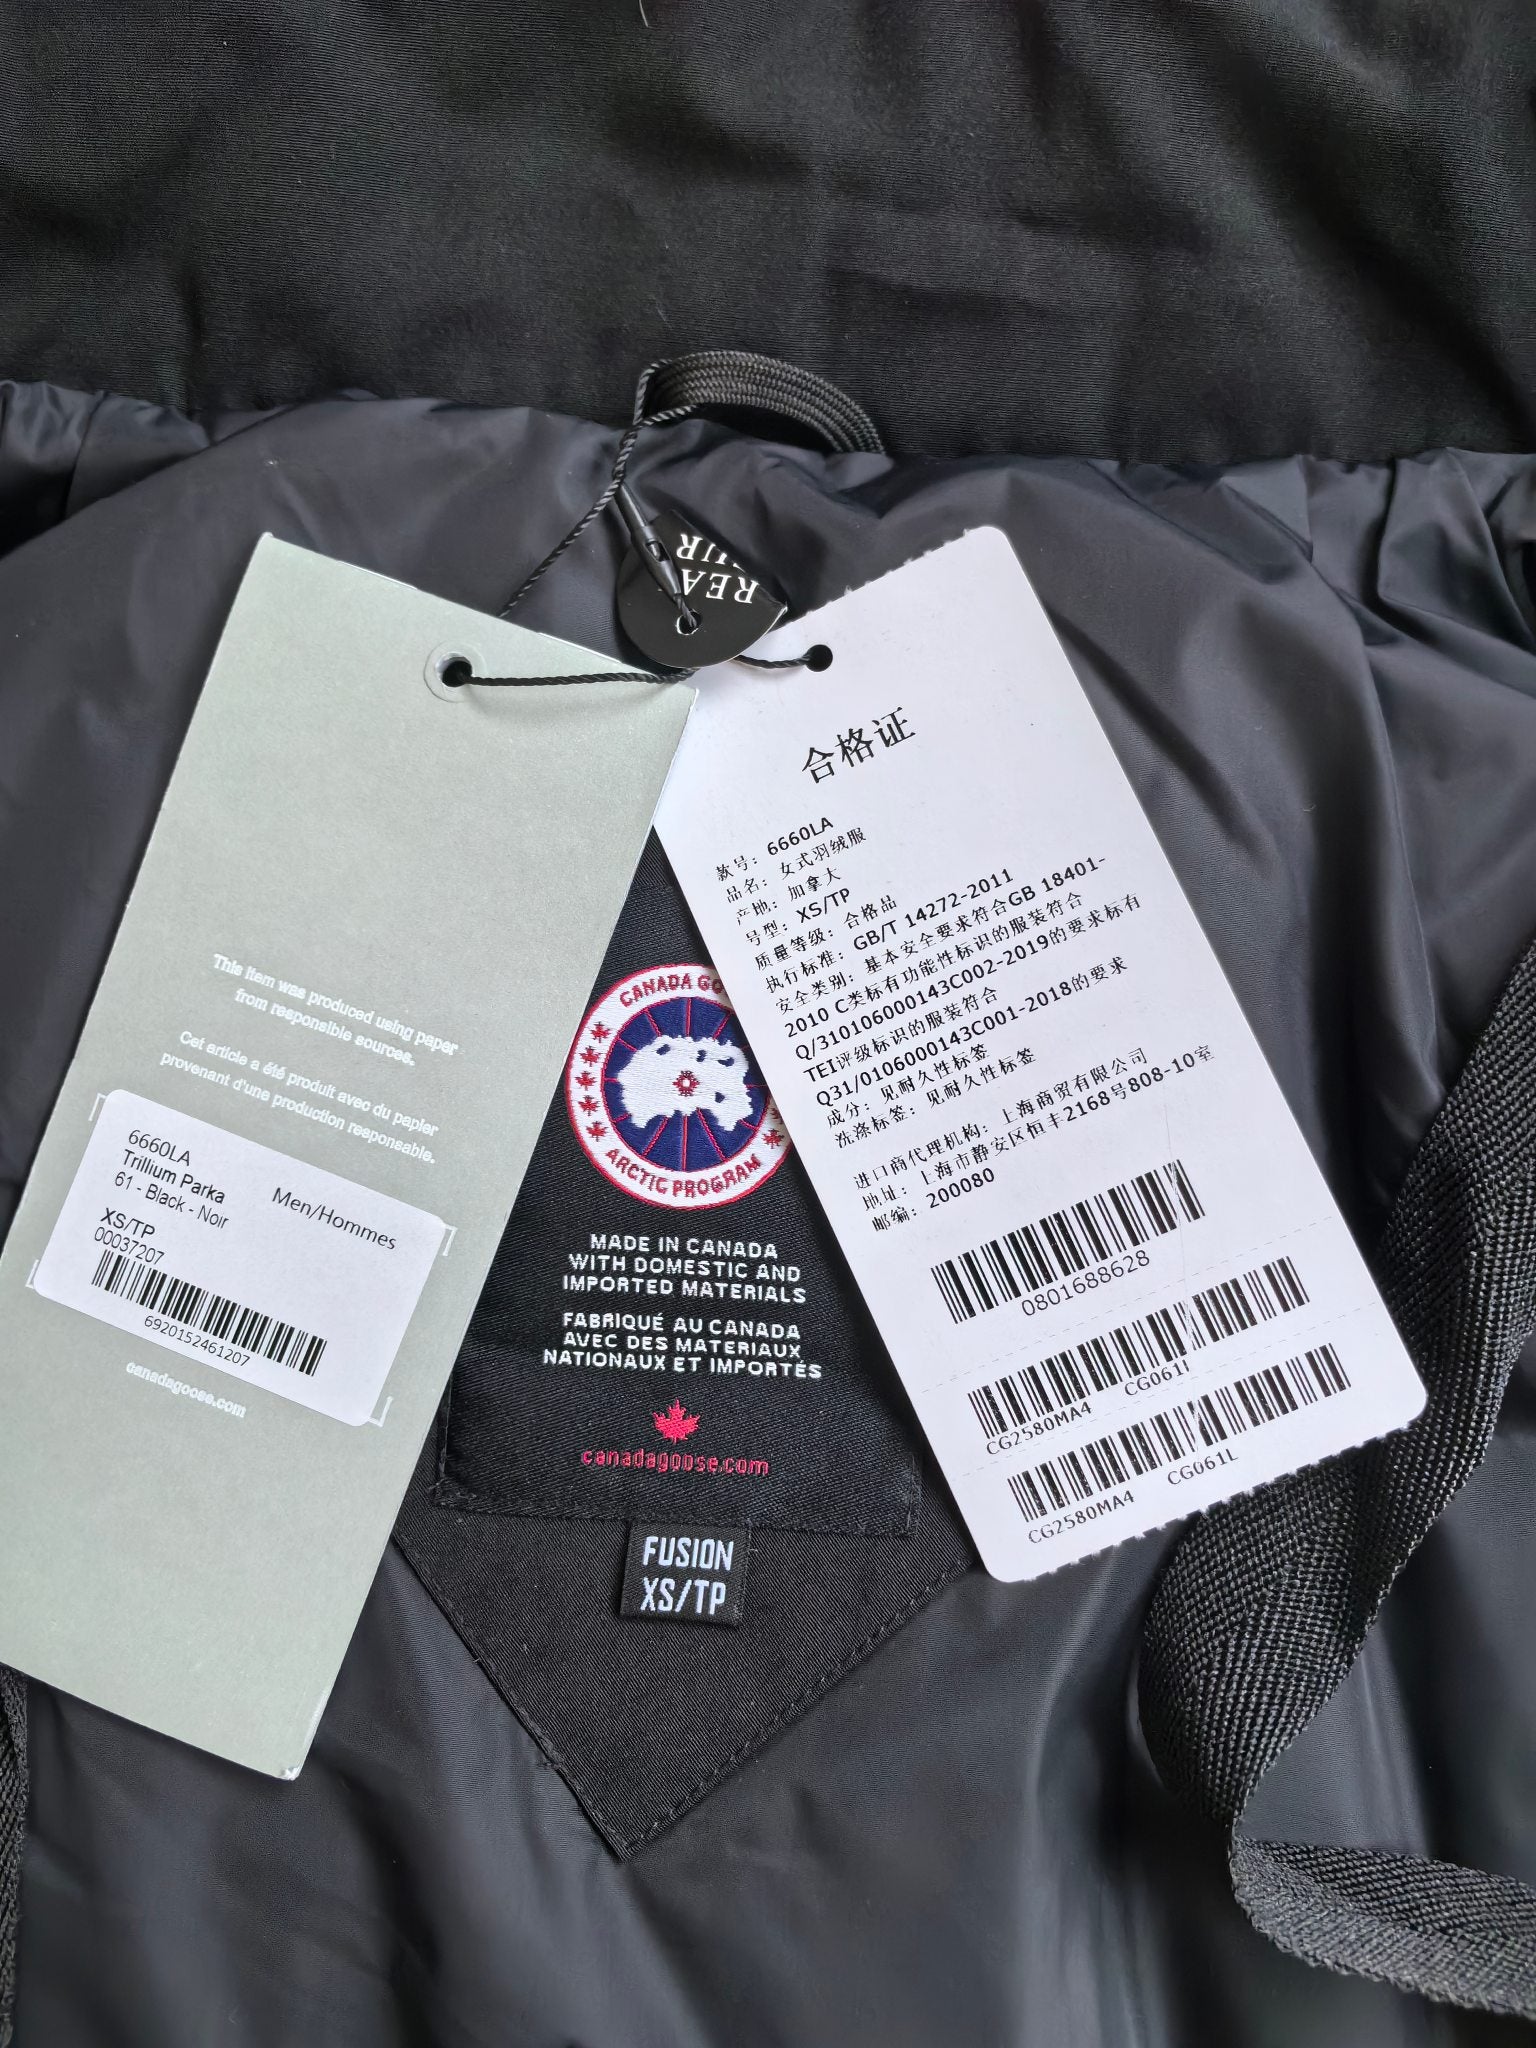 REA
UR
This item was produced using paper
from responsible sources.
Cet article a été produit avec du papier
provenant d'une production responsable.
6660LA
Trillium Parka
61 - Black - Noir
Men/Hommes
XS/TP
00037207
6920152461207
canadagoose.com
CANADA GO
ARCTIC PROGRAM
MADE IN CANADA
WITH DOMESTIC AND
IMPORTED MATERIALS
FABRIQUÉ AU CANADA
AVEC DES MATERIAUX
NATIONAUX ET IMPORTÉS
canadagoose.com
FUSION
XS/TP
合格证
款号: 6660LA
品名: 女式羽绒服
产地: 加拿大
号型: XS/TP
质量等级: 合格品
执行标准: GB/T 14272-2011
安全类别: 基本安全要求符合GB 18401-
2010 C类标有功能性标识的服装符合
Q/310106000143C002-2019的要求标有
TEI评级标识的服装符合
Q31/0106000143C001-2018的要求
成分: 见耐久性标签
洗涤标签: 见耐久性标签
进口商代理机构: 上海商贸有限公司
地址: 上海市静安区恒丰2168号808-10室
邮编: 200080
0801688628
CG2580MA4 CG061L
CG2580MA4 CG061L